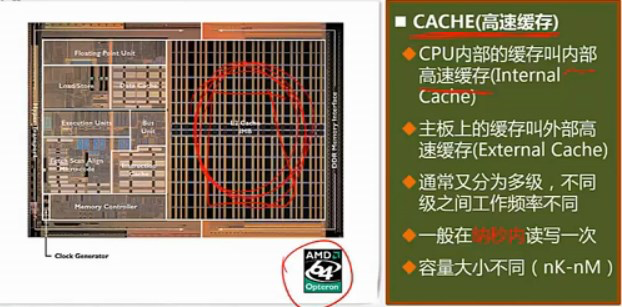 Floating Point Unit
Load/Store
Data Cache
Execution Units
Bus
Unit
L2 Cache
1MB
Fetch Scan Align
Microcode
Instruction
Cache
Memory Controller
DDR Memory Interface
Clock Generator
AMD
64
Opteron
■ CACHE(高速缓存)
◆CPU内部的缓存叫内部
高速缓存(Internal
Cache)
◆主板上的缓存叫外部高
速缓存(External Cache)
◆通常又分为多级，不同
级之间工作频率不同
◆一般在纳秒内读写一次
◆容量大小不同（nK-nM）